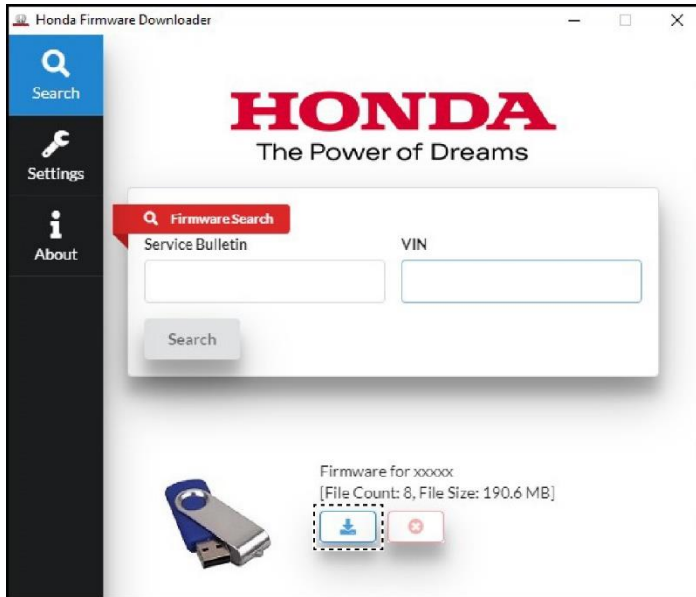 Honda Firmware Downloader
Search
Settings
About
HONDA
The Power of Dreams
Firmware Search
Service Bulletin
VIN
Search
Firmware for xxxxx
[File Count: 8, File Size: 190.6 MB]